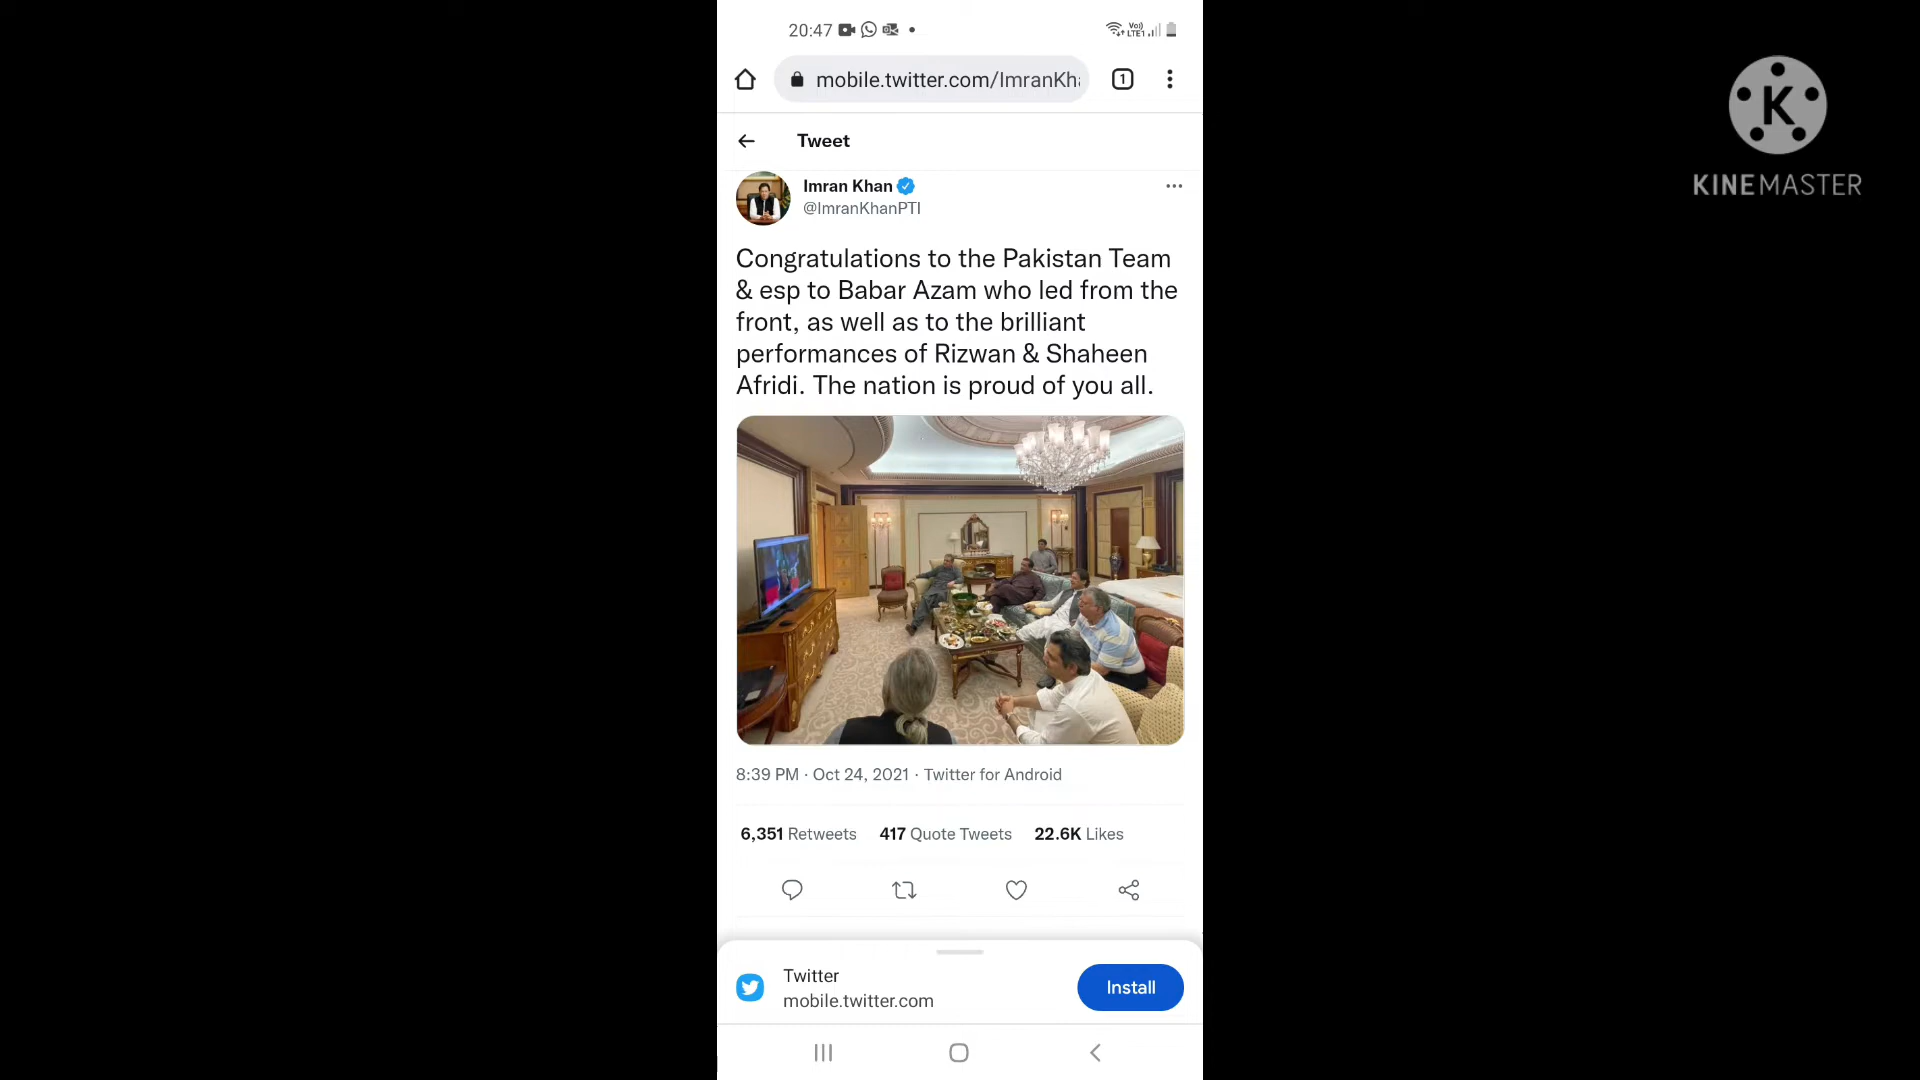 20:47
Vo)
LTE1
mobile.twitter.com/ImranKh
1
Tweet
Imran Khan
@ImranKhanPTI
Congratulations to the Pakistan Team
& esp to Babar Azam who led from the
front, as well as to the brilliant
performances of Rizwan & Shaheen
Afridi. The nation is proud of you all.
8:39 PM · Oct 24, 2021 · Twitter for Android
6,351 Retweets 417 Quote Tweets 22.6K Likes
Twitter
mobile.twitter.com
Install
K
KINEMASTER